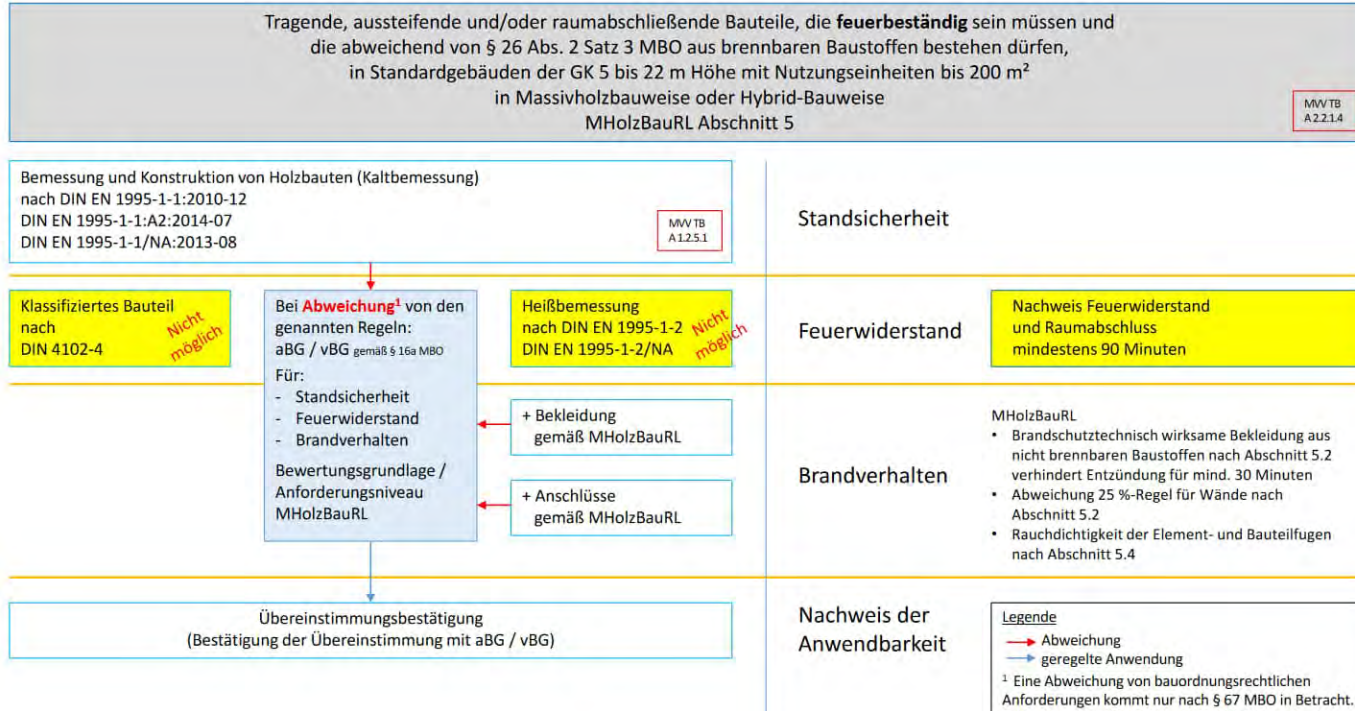 Tragende, aussteifende und/oder raumabschließende Bauteile, die feuerbeständig sein müssen und
die abweichend von § 26 Abs. 2 Satz 3 MBO aus brennbaren Baustoffen bestehen dürfen,
in Standardgebäuden der GK 5 bis 22 m Höhe mit Nutzungseinheiten bis 200 m²
in Massivholzbauweise oder Hybrid-Bauweise
MHolzBauRL Abschnitt 5
MVV TB
A 2.2.1.4
Bemessung und Konstruktion von Holzbauten (Kaltbemessung)
nach DIN EN 1995-1-1:2010-12
DIN EN 1995-1-1:A2:2014-07
DIN EN 1995-1-1/NA:2013-08
MVV TB
A 1.2.5.1
Standsicherheit
Klassifiziertes Bauteil
nach
DIN 4102-4
Nicht
möglich
Bei Abweichung¹ von den
genannten Regeln:
aBG / vBG gemäß § 16a MBO
Für:
- Standsicherheit
- Feuerwiderstand
- Brandverhalten
Bewertungsgrundlage /
Anforderungsniveau
MHolzBauRL
Heißbemessung
nach DIN EN 1995-1-2
DIN EN 1995-1-2/NA
Nicht
möglich
Feuerwiderstand
Nachweis Feuerwiderstand
und Raumabschluss
mindestens 90 Minuten
+ Bekleidung
gemäß MHolzBauRL
+ Anschlüsse
gemäß MHolzBauRL
Brandverhalten
MHolzBauRL
• Brandschutztechnisch wirksame Bekleidung aus
nicht brennbaren Baustoffen nach Abschnitt 5.2
verhindert Entzündung für mind. 30 Minuten
• Abweichung 25 %-Regel für Wände nach
Abschnitt 5.2
• Rauchdichtigkeit der Element- und Bauteilfugen
nach Abschnitt 5.4
Übereinstimmungsbestätigung
(Bestätigung der Übereinstimmung mit aBG / vBG)
Nachweis der
Anwendbarkeit
Legende
Abweichung
geregelte Anwendung
¹ Eine Abweichung von bauordnungsrechtlichen
Anforderungen kommt nur nach § 67 MBO in Betracht.